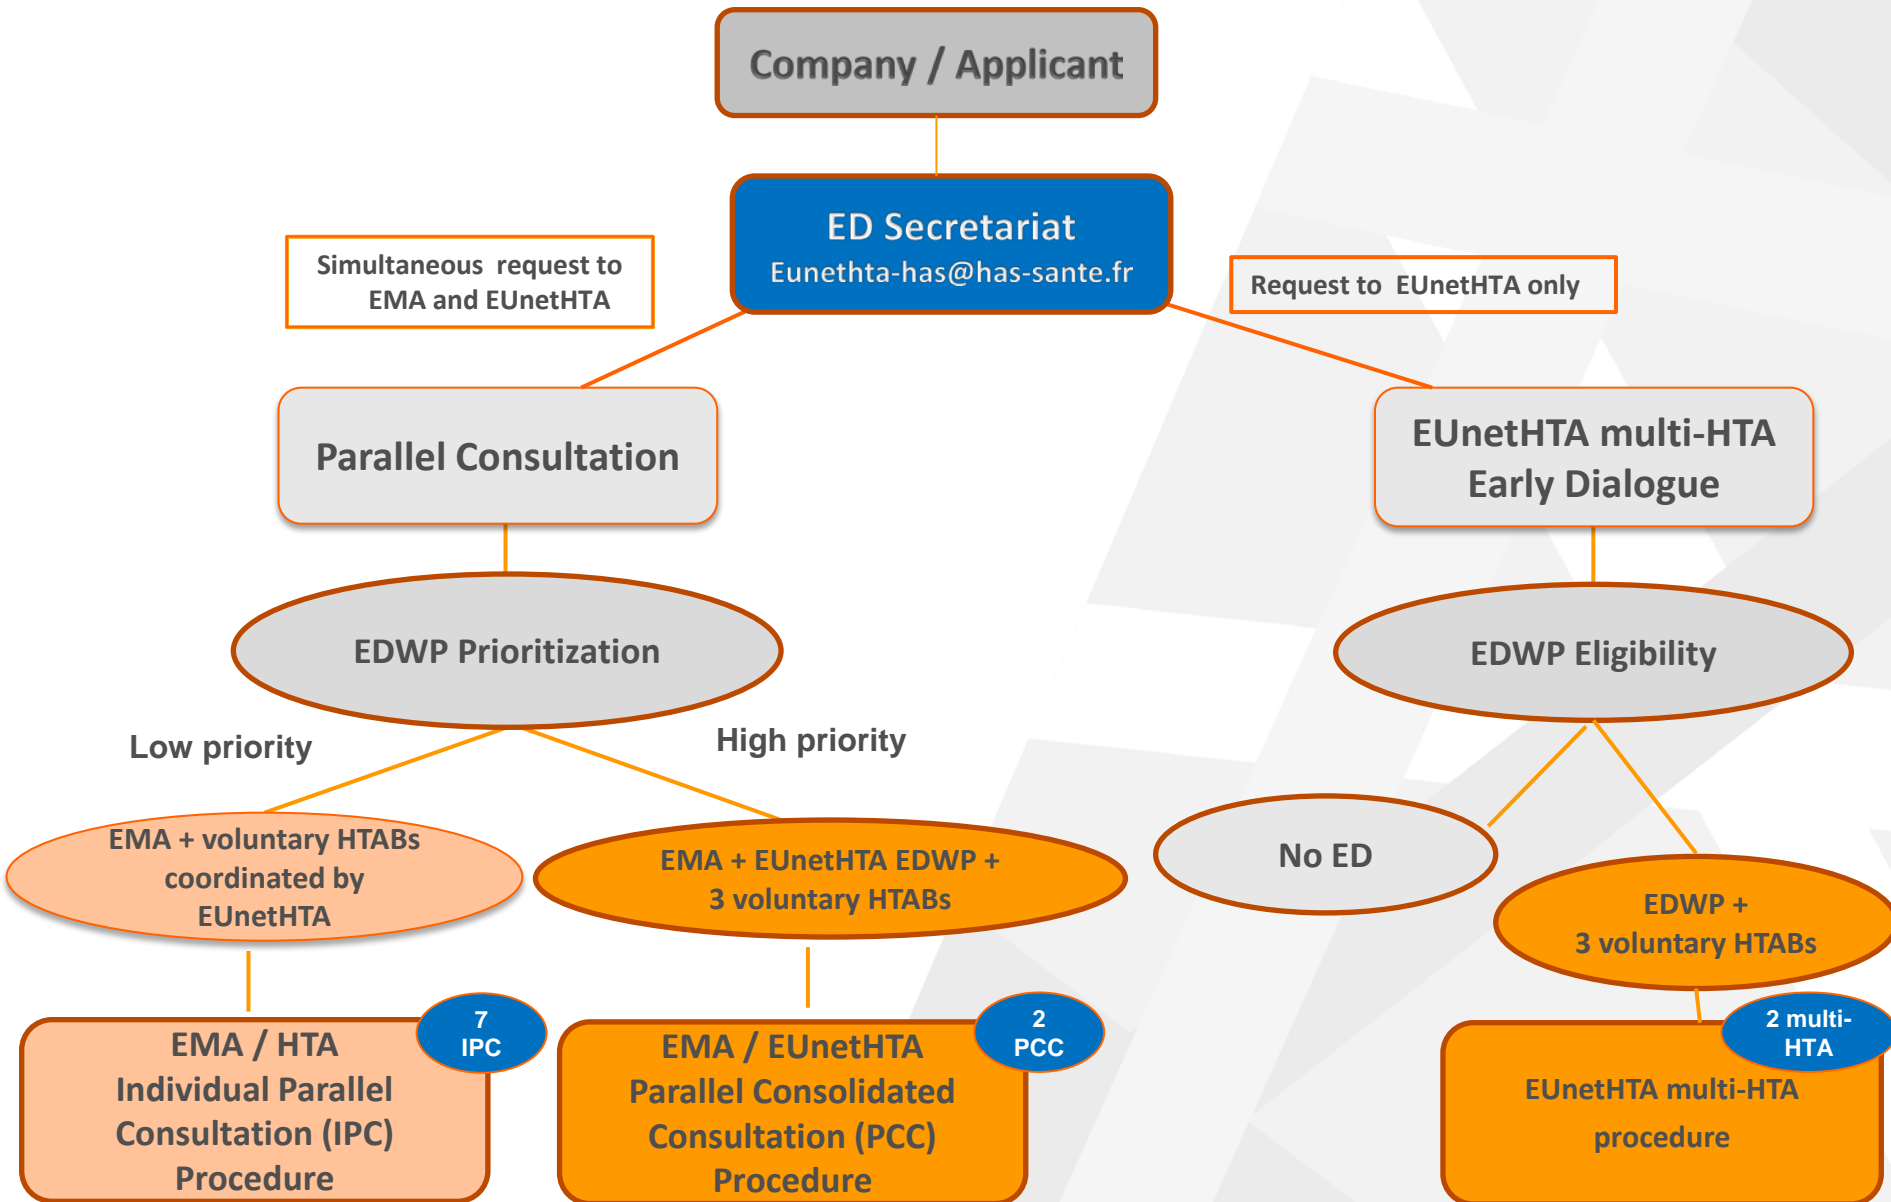 Company / Applicant
ED Secretariat
Eunethta-has@has-sante.fr
Simultaneous request to
EMA and EUnetHTA
Request to EUnetHTA only
Parallel Consultation
EUnetHTA multi-HTA
Early Dialogue
EDWP Prioritization
EDWP Eligibility
Low priority
High priority
EMA + voluntary HTABs
coordinated by
EUnetHTA
EMA + EUnetHTA EDWP +
3 voluntary HTABs
No ED
EDWP +
3 voluntary HTABs
7
IPC
EMA / HTA
Individual Parallel
Consultation (IPC)
Procedure
2
PCC
EMA / EUnetHTA
Parallel Consolidated
Consultation (PCC)
Procedure
2 multi-
HTA
EUnetHTA multi-HTA
procedure